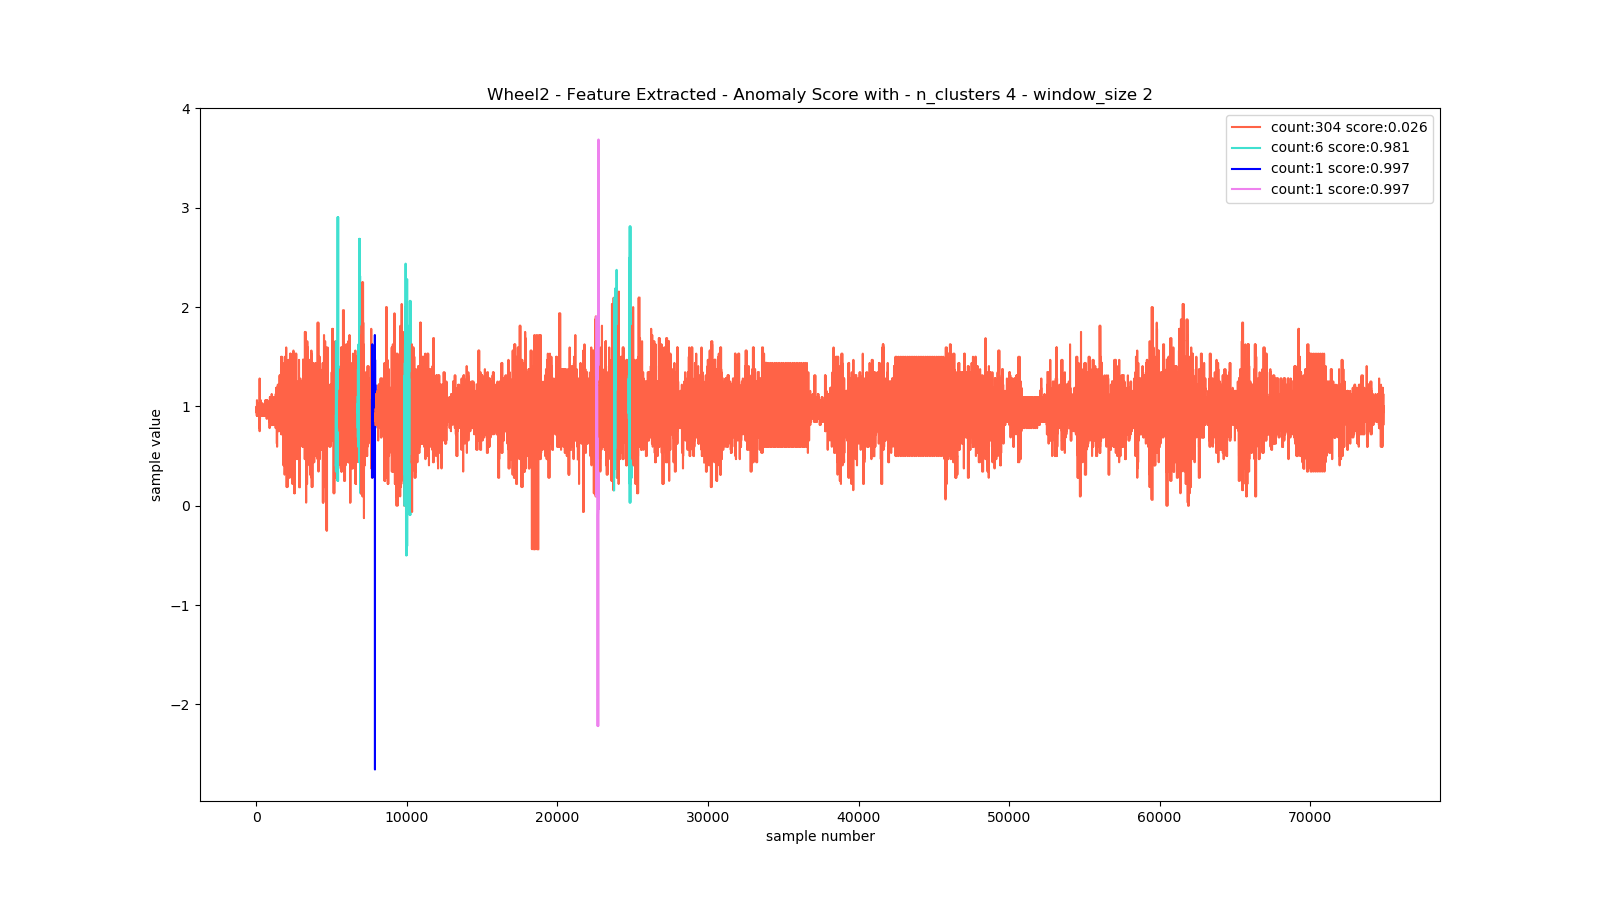 Wheel2 - Feature Extracted - Anomaly Score with - n_clusters 4 - window_size 2
count:304 score:0.026
count:6 score:0.981
count:1 score:0.997
count:1 score:0.997
sample value
4
3
2
1
0
−1
−2
0 10000 20000 30000 40000 50000 60000 70000
sample number